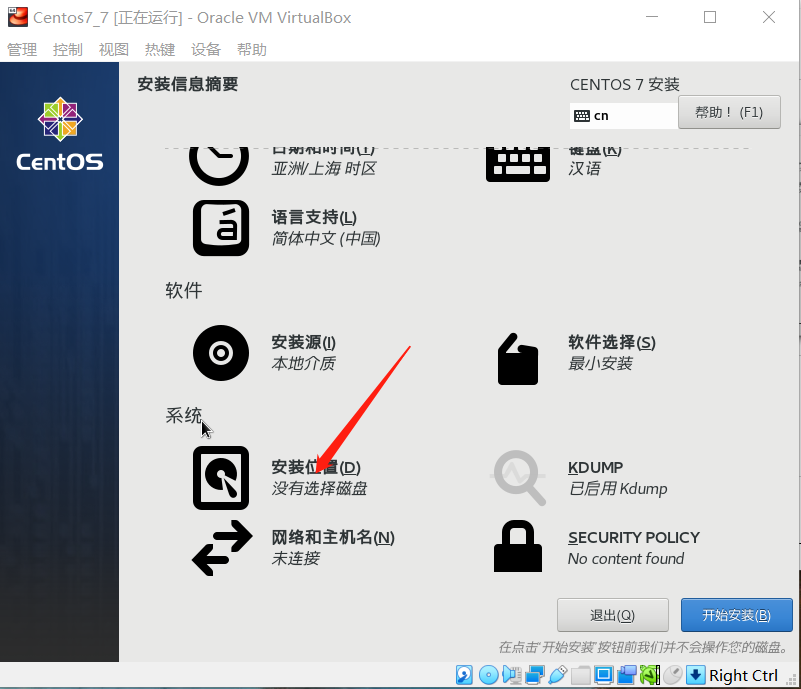 Centos7_7 [正在运行] - Oracle VM VirtualBox
管理 控制 视图 热键 设备 帮助
安装信息摘要
CENTOS 7 安装
cn
帮助！ (F1)
CentOS
日期和时间(T)
亚洲/上海 时区
键盘(K)
汉语
语言支持(L)
简体中文 (中国)
软件
安装源(I)
本地介质
软件选择(S)
最小安装
系统
安装位置(D)
没有选择磁盘
KDUMP
已启用 Kdump
网络和主机名(N)
未连接
SECURITY POLICY
No content found
退出(Q)
开始安装(B)
在点击'开始安装'按钮前我们并不会操作您的磁盘。
Right Ctrl